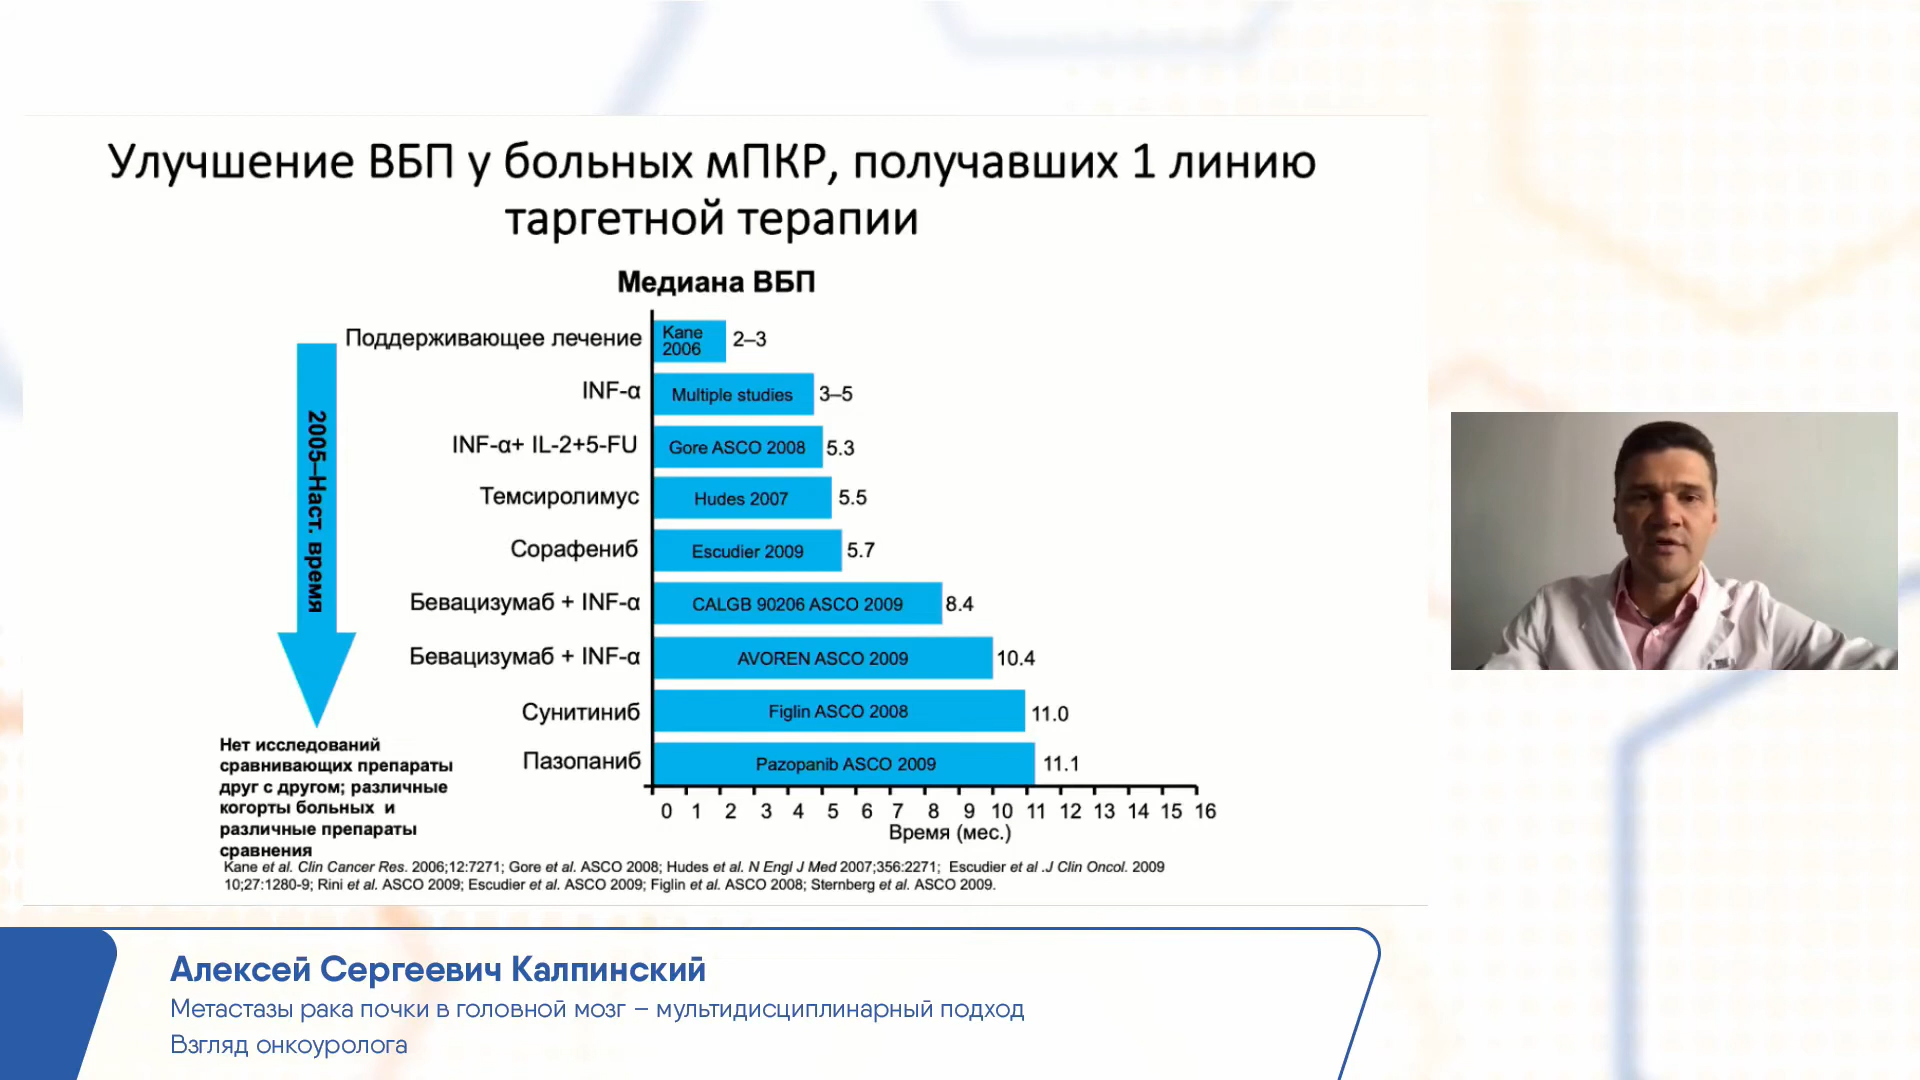 Улучшение ВБП у больных мПКР, получавших 1 линию
таргетной терапии
Медиана ВБП
Поддерживающее лечение
Kane
2006
2–3
INF-α
Multiple studies
3–5
INF-α+ IL-2+5-FU
Gore ASCO 2008
5.3
Темсиролимус
Hudes 2007
5.5
Сорафениб
Escudier 2009
5.7
Бевацизумаб + INF-α
CALGB 90206 ASCO 2009
8.4
Бевацизумаб + INF-α
AVOREN ASCO 2009
10.4
Сунитиниб
Figlin ASCO 2008
11.0
Пазопаниб
Pazopanib ASCO 2009
11.1
2005–Наст. время
0 1 2 3 4 5 6 7 8 9 10 11 12 13 14 15 16
Время (мес.)
Нет исследований
сравнивающих препараты
друг с другом; различные
когорты больных и
различные препараты
сравнения
Kane et al. Clin Cancer Res. 2006;12:7271; Gore et al. ASCO 2008; Hudes et al. N Engl J Med 2007;356:2271; Escudier et al .J Clin Oncol. 2009
10;27:1280-9; Rini et al. ASCO 2009; Escudier et al. ASCO 2009; Figlin et al. ASCO 2008; Sternberg et al. ASCO 2009.
Алексей Сергеевич Калпинский
Метастазы рака почки в головной мозг – мультидисциплинарный подход
Взгляд онкоуролога